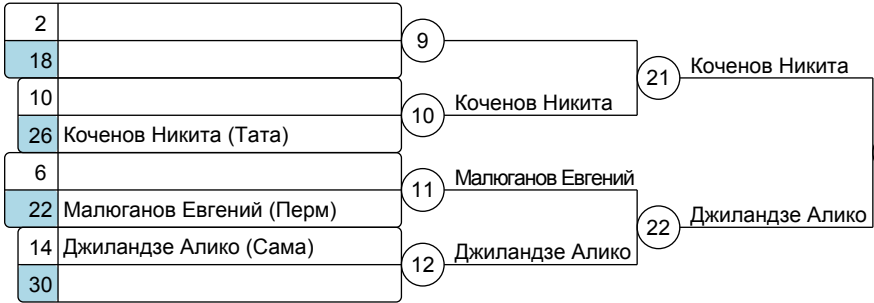 2
9
18
21 Коченов Никита
10
10 Коченов Никита
26 Коченов Никита (Тата)
6
11 Малюганов Евгений
22 Малюганов Евгений (Перм)
22 Джиландзе Алико
14 Джиландзе Алико (Сама)
12 Джиландзе Алико
30